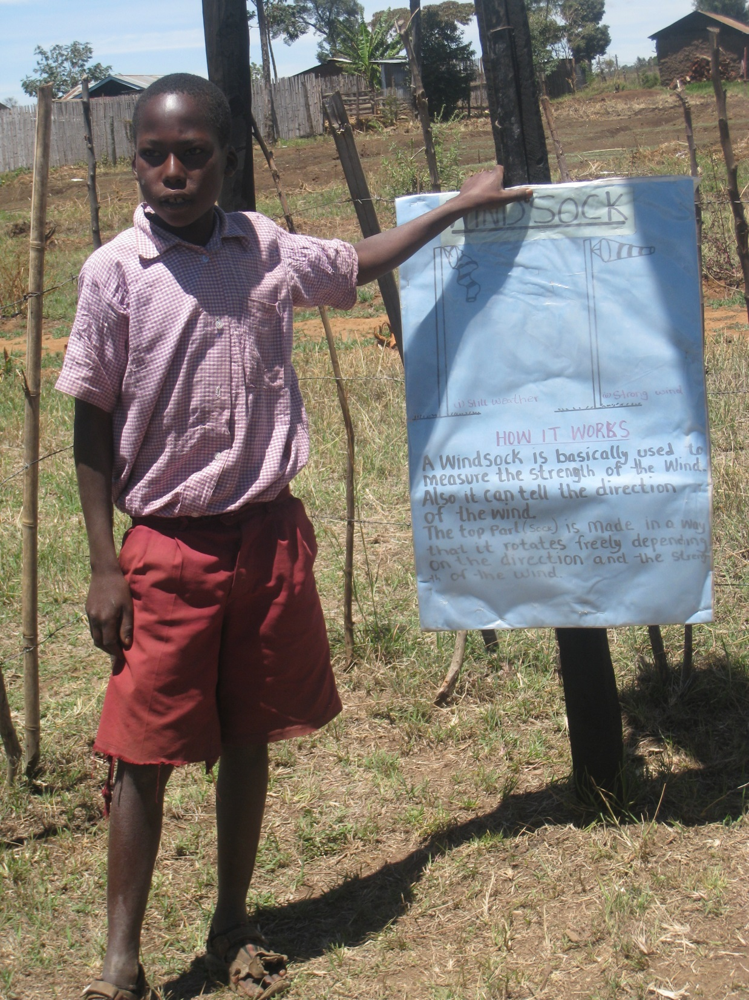 WINDSOCK
(i) Still weather
(ii) Strong wind
HOW IT WORKS
A Windsock is basically used to
measure the strength of the Wind.
Also it can tell the direction
of the wind
The top Part (Sock) is made in a way
that it rotates freely depending
on the direction and the streng
th of the wind.